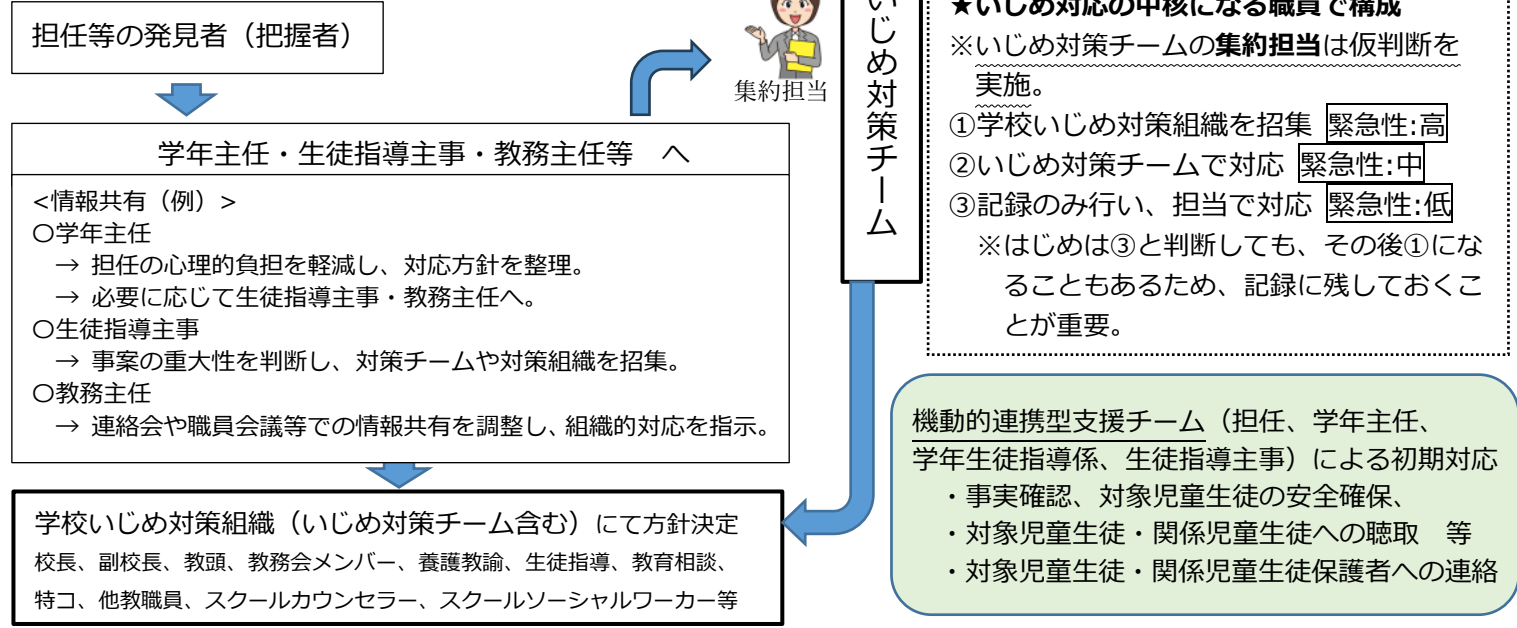 担任等の発見者（把握者）
集約担当
学年主任・生徒指導主事・教務主任等　へ
<情報共有（例）>
〇学年主任
→ 担任の心理的負担を軽減し、対応方針を整理。
→ 必要に応じて生徒指導主事・教務主任へ。
〇生徒指導主事
→ 事案の重大性を判断し、対策チームや対策組織を招集。
〇教務主任
→ 連絡会や職員会議等での情報共有を調整し、組織的対応を指示。
学校いじめ対策組織（いじめ対策チーム含む）にて方針決定
校長、副校長、教頭、教務会メンバー、養護教諭、生徒指導、教育相談、
特コ、他教職員、スクールカウンセラー、スクールソーシャルワーカー等
いじめ対策チーム
★いじめ対応の中核になる職員で構成
※いじめ対策チームの集約担当は仮判断を
実施。
①学校いじめ対策組織を招集 緊急性:高
②いじめ対策チームで対応 緊急性:中
③記録のみ行い、担当で対応 緊急性:低
※はじめは③と判断しても、その後①にな
ることもあるため、記録に残しておくこ
とが重要。
機動的連携型支援チーム（担任、学年主任、
学年生徒指導係、生徒指導主事）による初期対応
・事実確認、対象児童生徒の安全確保、
・対象児童生徒・関係児童生徒への聴取　等
・対象児童生徒・関係児童生徒保護者への連絡